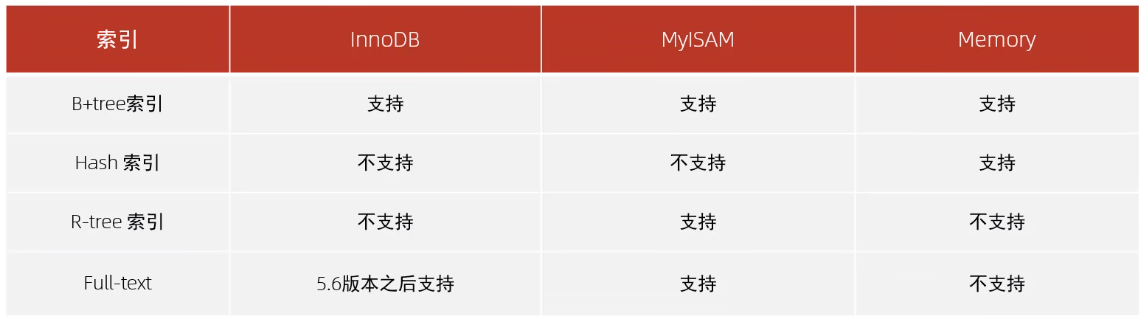 索引 InnoDB MyISAM Memory
B+tree索引 支持 支持 支持
Hash 索引 不支持 不支持 支持
R-tree 索引 不支持 支持 不支持
Full-text 5.6版本之后支持 支持 不支持